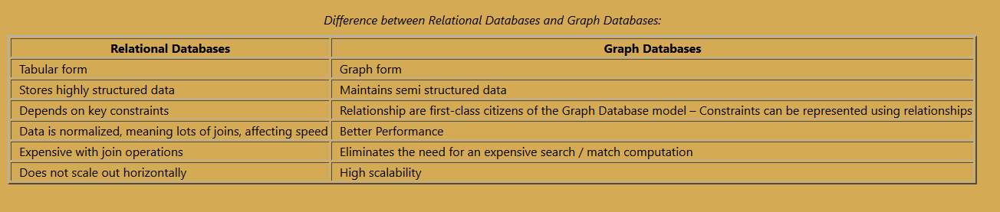 Difference between Relational Databases and Graph Databases:
Relational Databases Graph Databases
Tabular form Graph form
Stores highly structured data Maintains semi structured data
Depends on key constraints Relationship are first-class citizens of the Graph Database model – Constraints can be represented using relationships
Data is normalized, meaning lots of joins, affecting speed Better Performance
Expensive with join operations Eliminates the need for an expensive search / match computation
Does not scale out horizontally High scalability